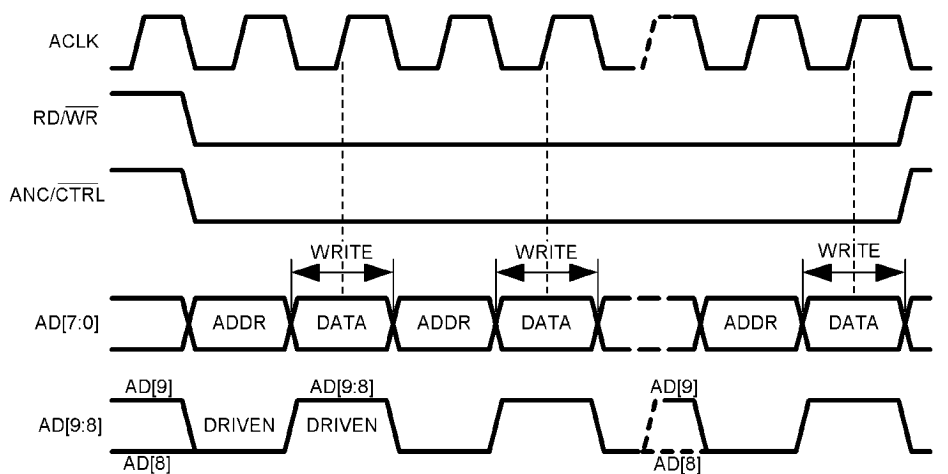 ACLK
RD/WR
ANC/CTRL
WRITE WRITE WRITE
AD[7:0] ADDR DATA ADDR DATA ADDR DATA
AD[9] AD[9:8] AD[9]
AD[9:8] DRIVEN DRIVEN
AD[8] AD[8]